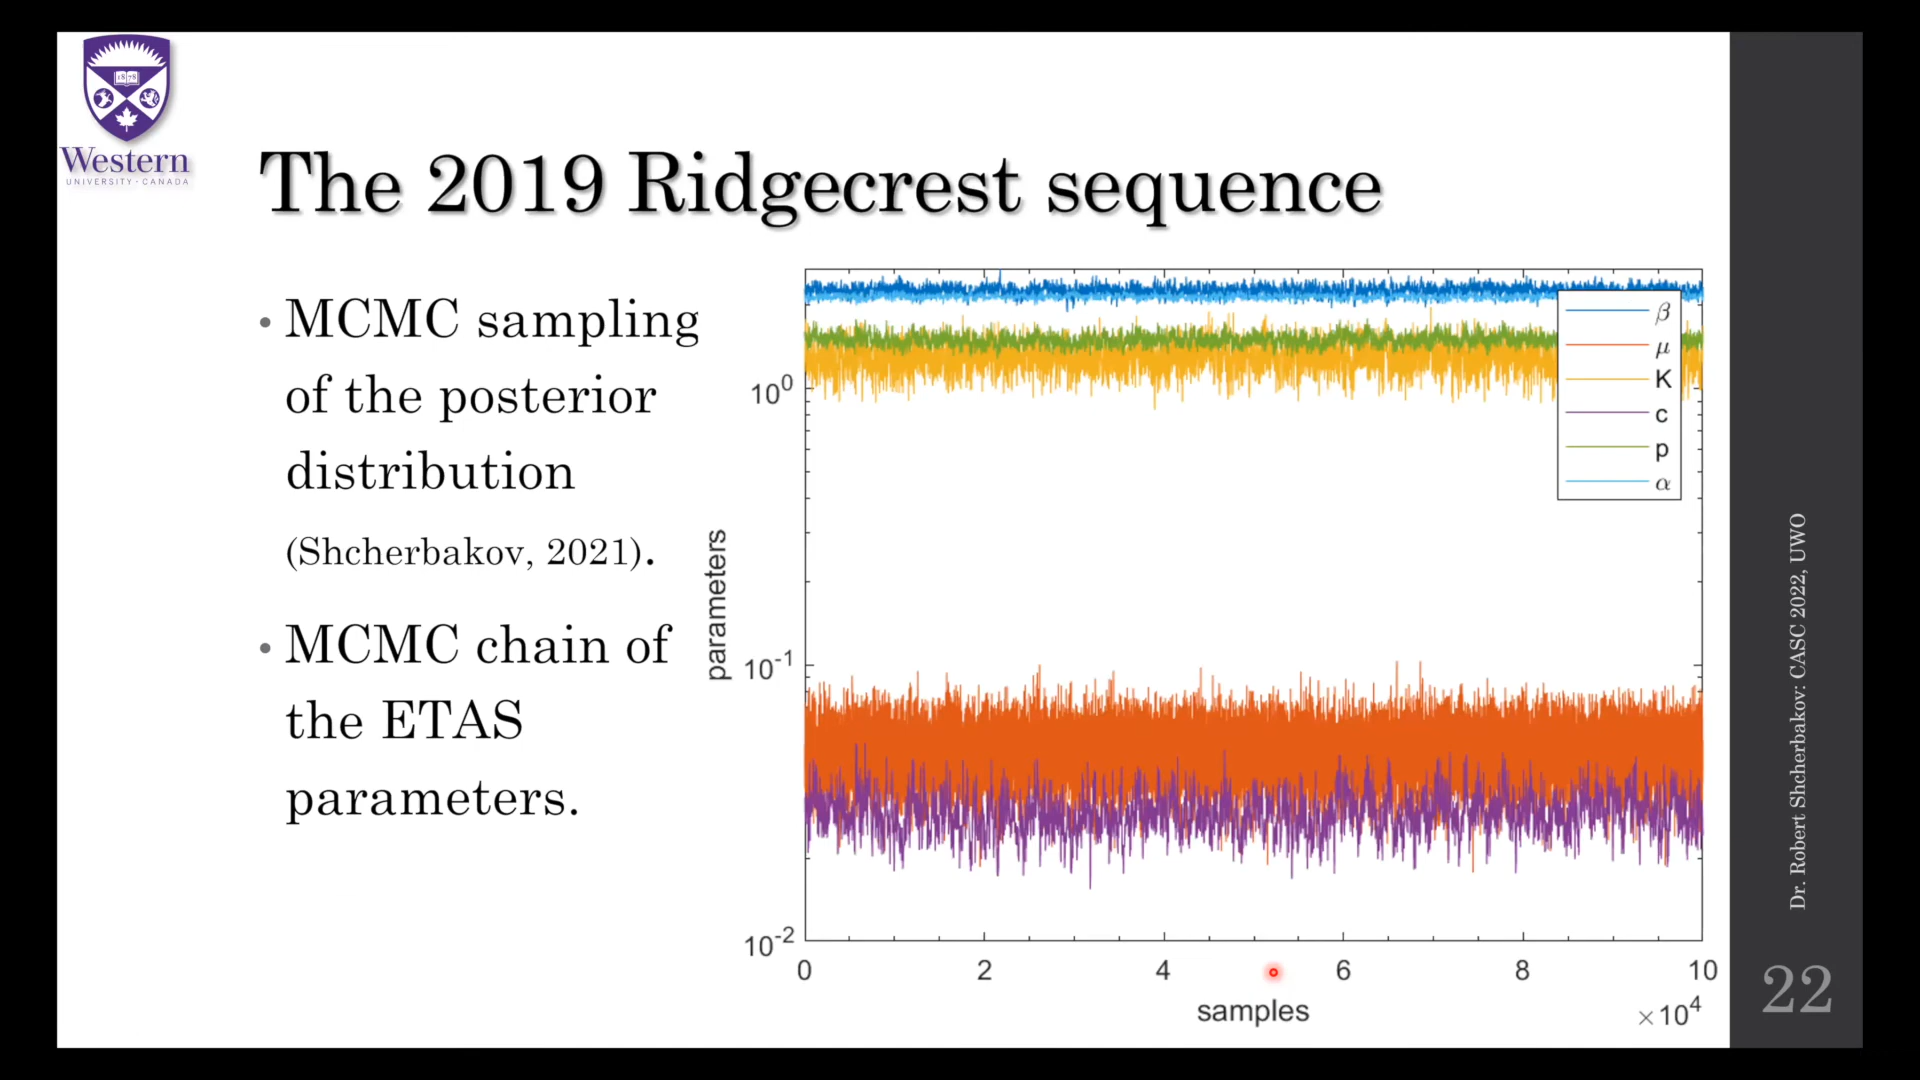 1878
Western
UNIVERSITY · CANADA
The 2019 Ridgecrest sequence
• MCMC sampling
of the posterior
distribution
(Shcherbakov, 2021).
• MCMC chain of
the ETAS
parameters.
parameters
10^0
10^-1
10^-2
β
μ
K
c
p
α
0 2 4 6 8 10
samples
×10^4
Dr. Robert Shcherbakov: CASC 2022, UWO
22